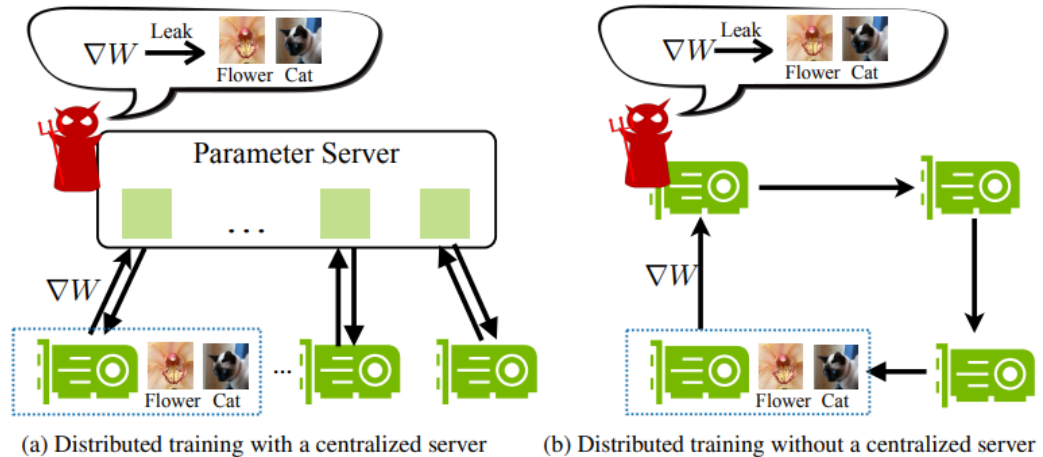 ∇W Leak
Flower Cat
Parameter Server
...
∇W
...
Flower Cat
(a) Distributed training with a centralized server
∇W Leak
Flower Cat
∇W
Flower Cat
(b) Distributed training without a centralized server